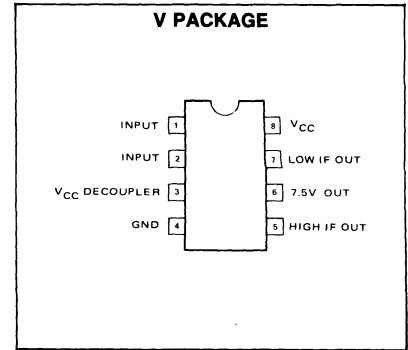 V PACKAGE
INPUT 1
8 VCC
INPUT 2
7 LOW IF OUT
VCC DECOUPLER 3
6 7.5V OUT
GND 4
5 HIGH IF OUT